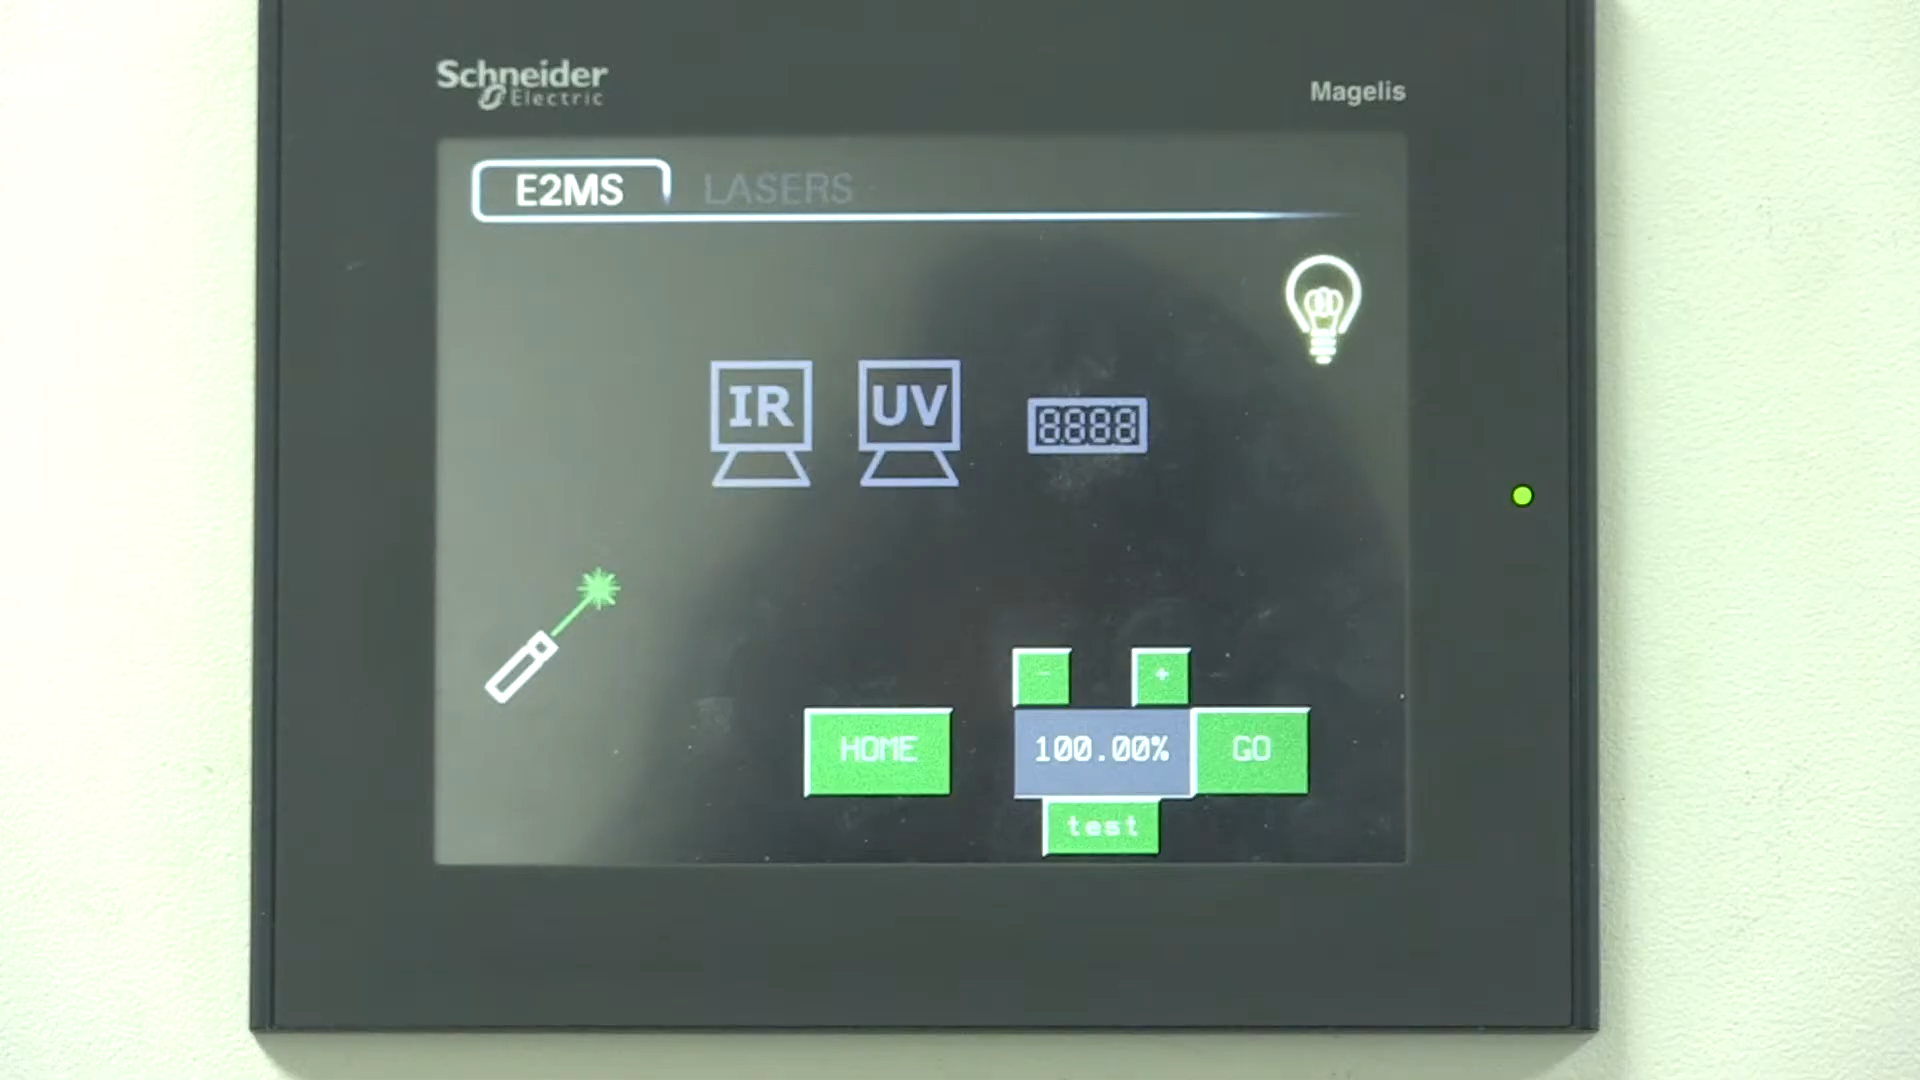 Schneider
Electric
Magelis
E2MS LASERS
IR UV 8888
- +
HOME 100.00% GO
test